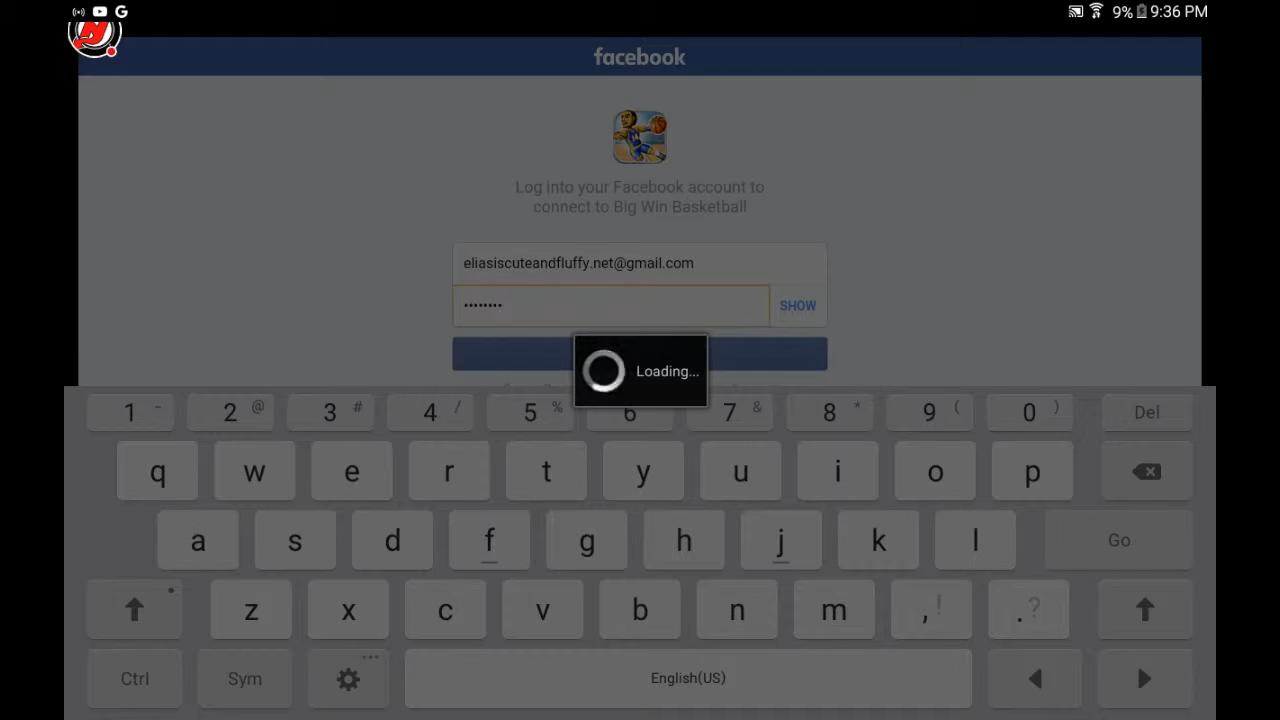 9% 9:36 PM
facebook
Log into your Facebook account to
connect to Big Win Basketball
eliasiscuteandfluffy.net@gmail.com
•••••••• SHOW
Loading...
1 - 2 @ 3 # 4 / 5 % 6 7 & 8 * 9 ( 0 ) Del
q w e r t y u i o p
a s d f g h j k l Go
z x c v b n m , ! . ?
Ctrl Sym English(US)